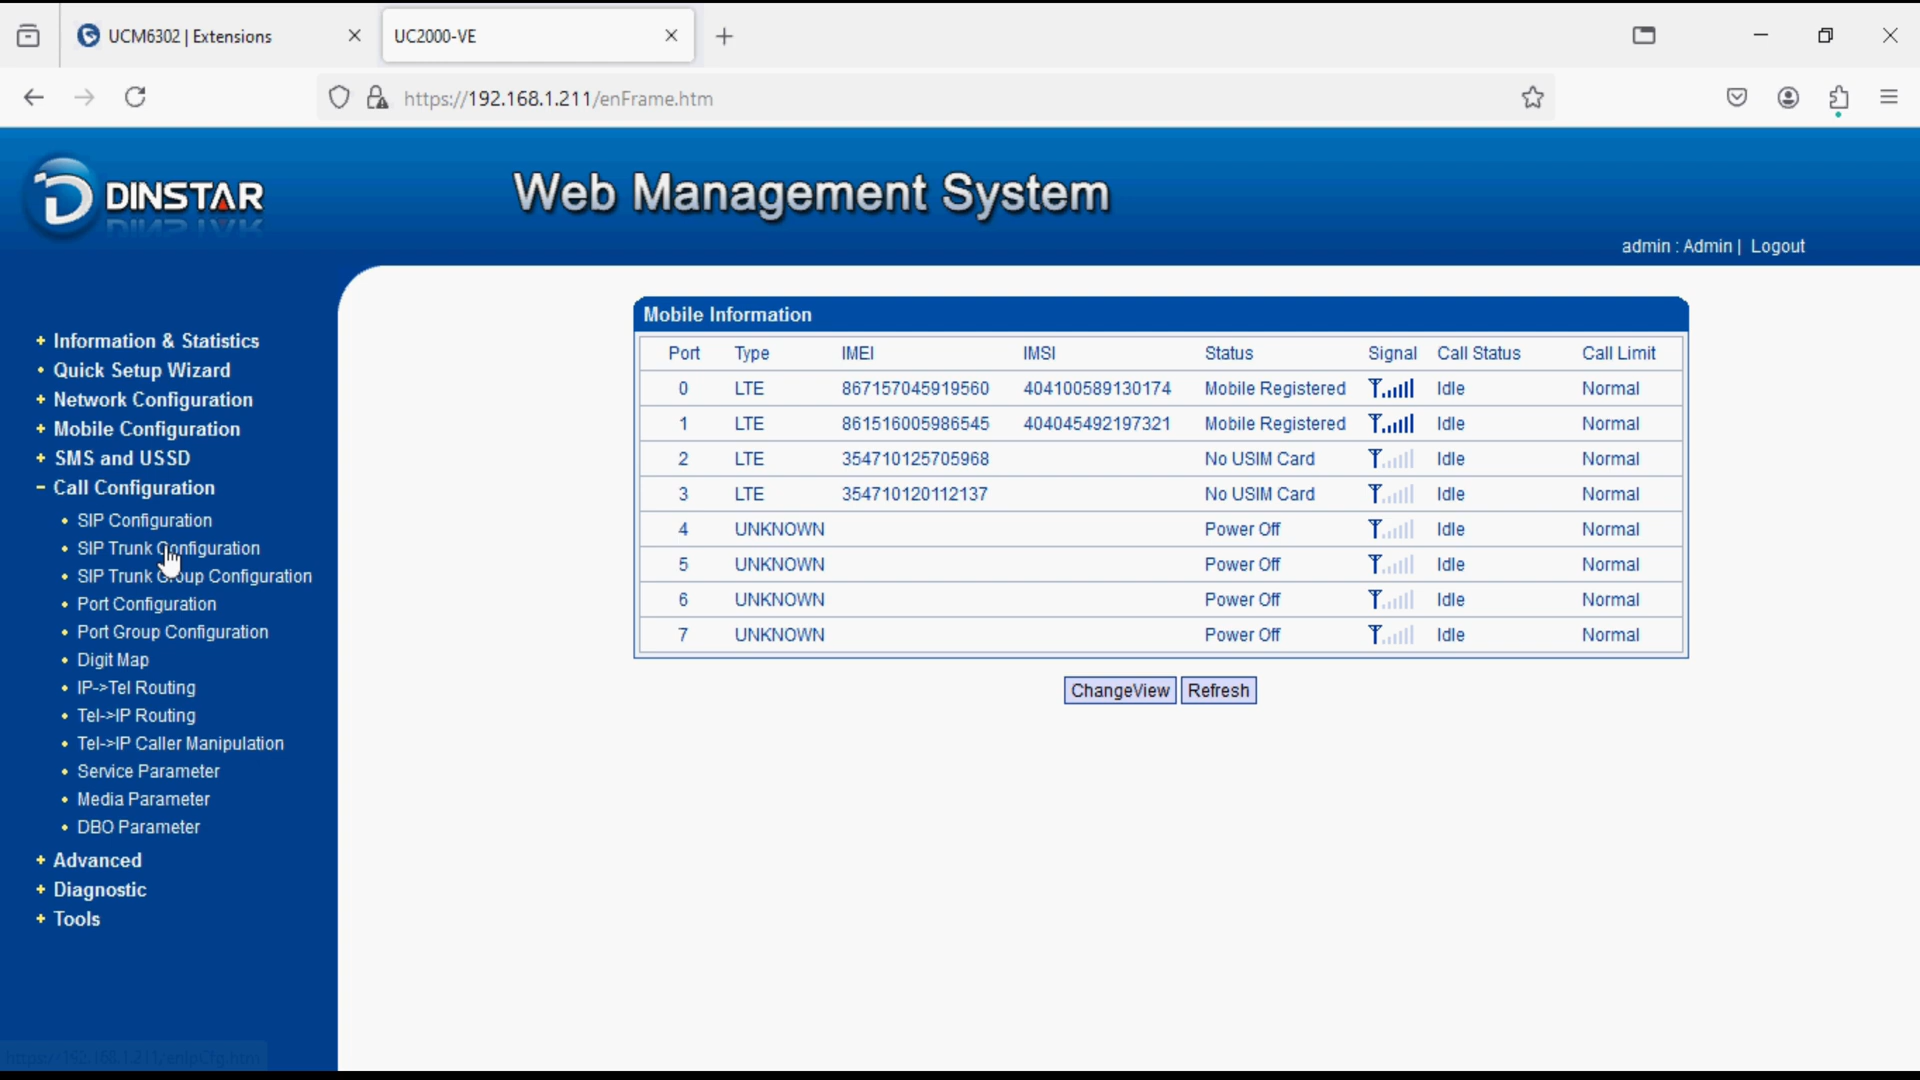 UCM6302 | Extensions
UC2000-VE
https://192.168.1.211/enFrame.htm
DINSTAR
Web Management System
admin : Admin | Logout
+ Information & Statistics
• Quick Setup Wizard
+ Network Configuration
+ Mobile Configuration
+ SMS and USSD
- Call Configuration
• SIP Configuration
• SIP Trunk Configuration
• SIP Trunk Group Configuration
• Port Configuration
• Port Group Configuration
• Digit Map
• IP->Tel Routing
• Tel->IP Routing
• Tel->IP Caller Manipulation
• Service Parameter
• Media Parameter
• DBO Parameter
+ Advanced
+ Diagnostic
+ Tools
Mobile Information
Port Type IMEI IMSI Status Signal Call Status Call Limit
0 LTE 867157045919560 404100589130174 Mobile Registered Idle Normal
1 LTE 861516005986545 404045492197321 Mobile Registered Idle Normal
2 LTE 354710125705968 No USIM Card Idle Normal
3 LTE 354710120112137 No USIM Card Idle Normal
4 UNKNOWN Power Off Idle Normal
5 UNKNOWN Power Off Idle Normal
6 UNKNOWN Power Off Idle Normal
7 UNKNOWN Power Off Idle Normal
ChangeView Refresh